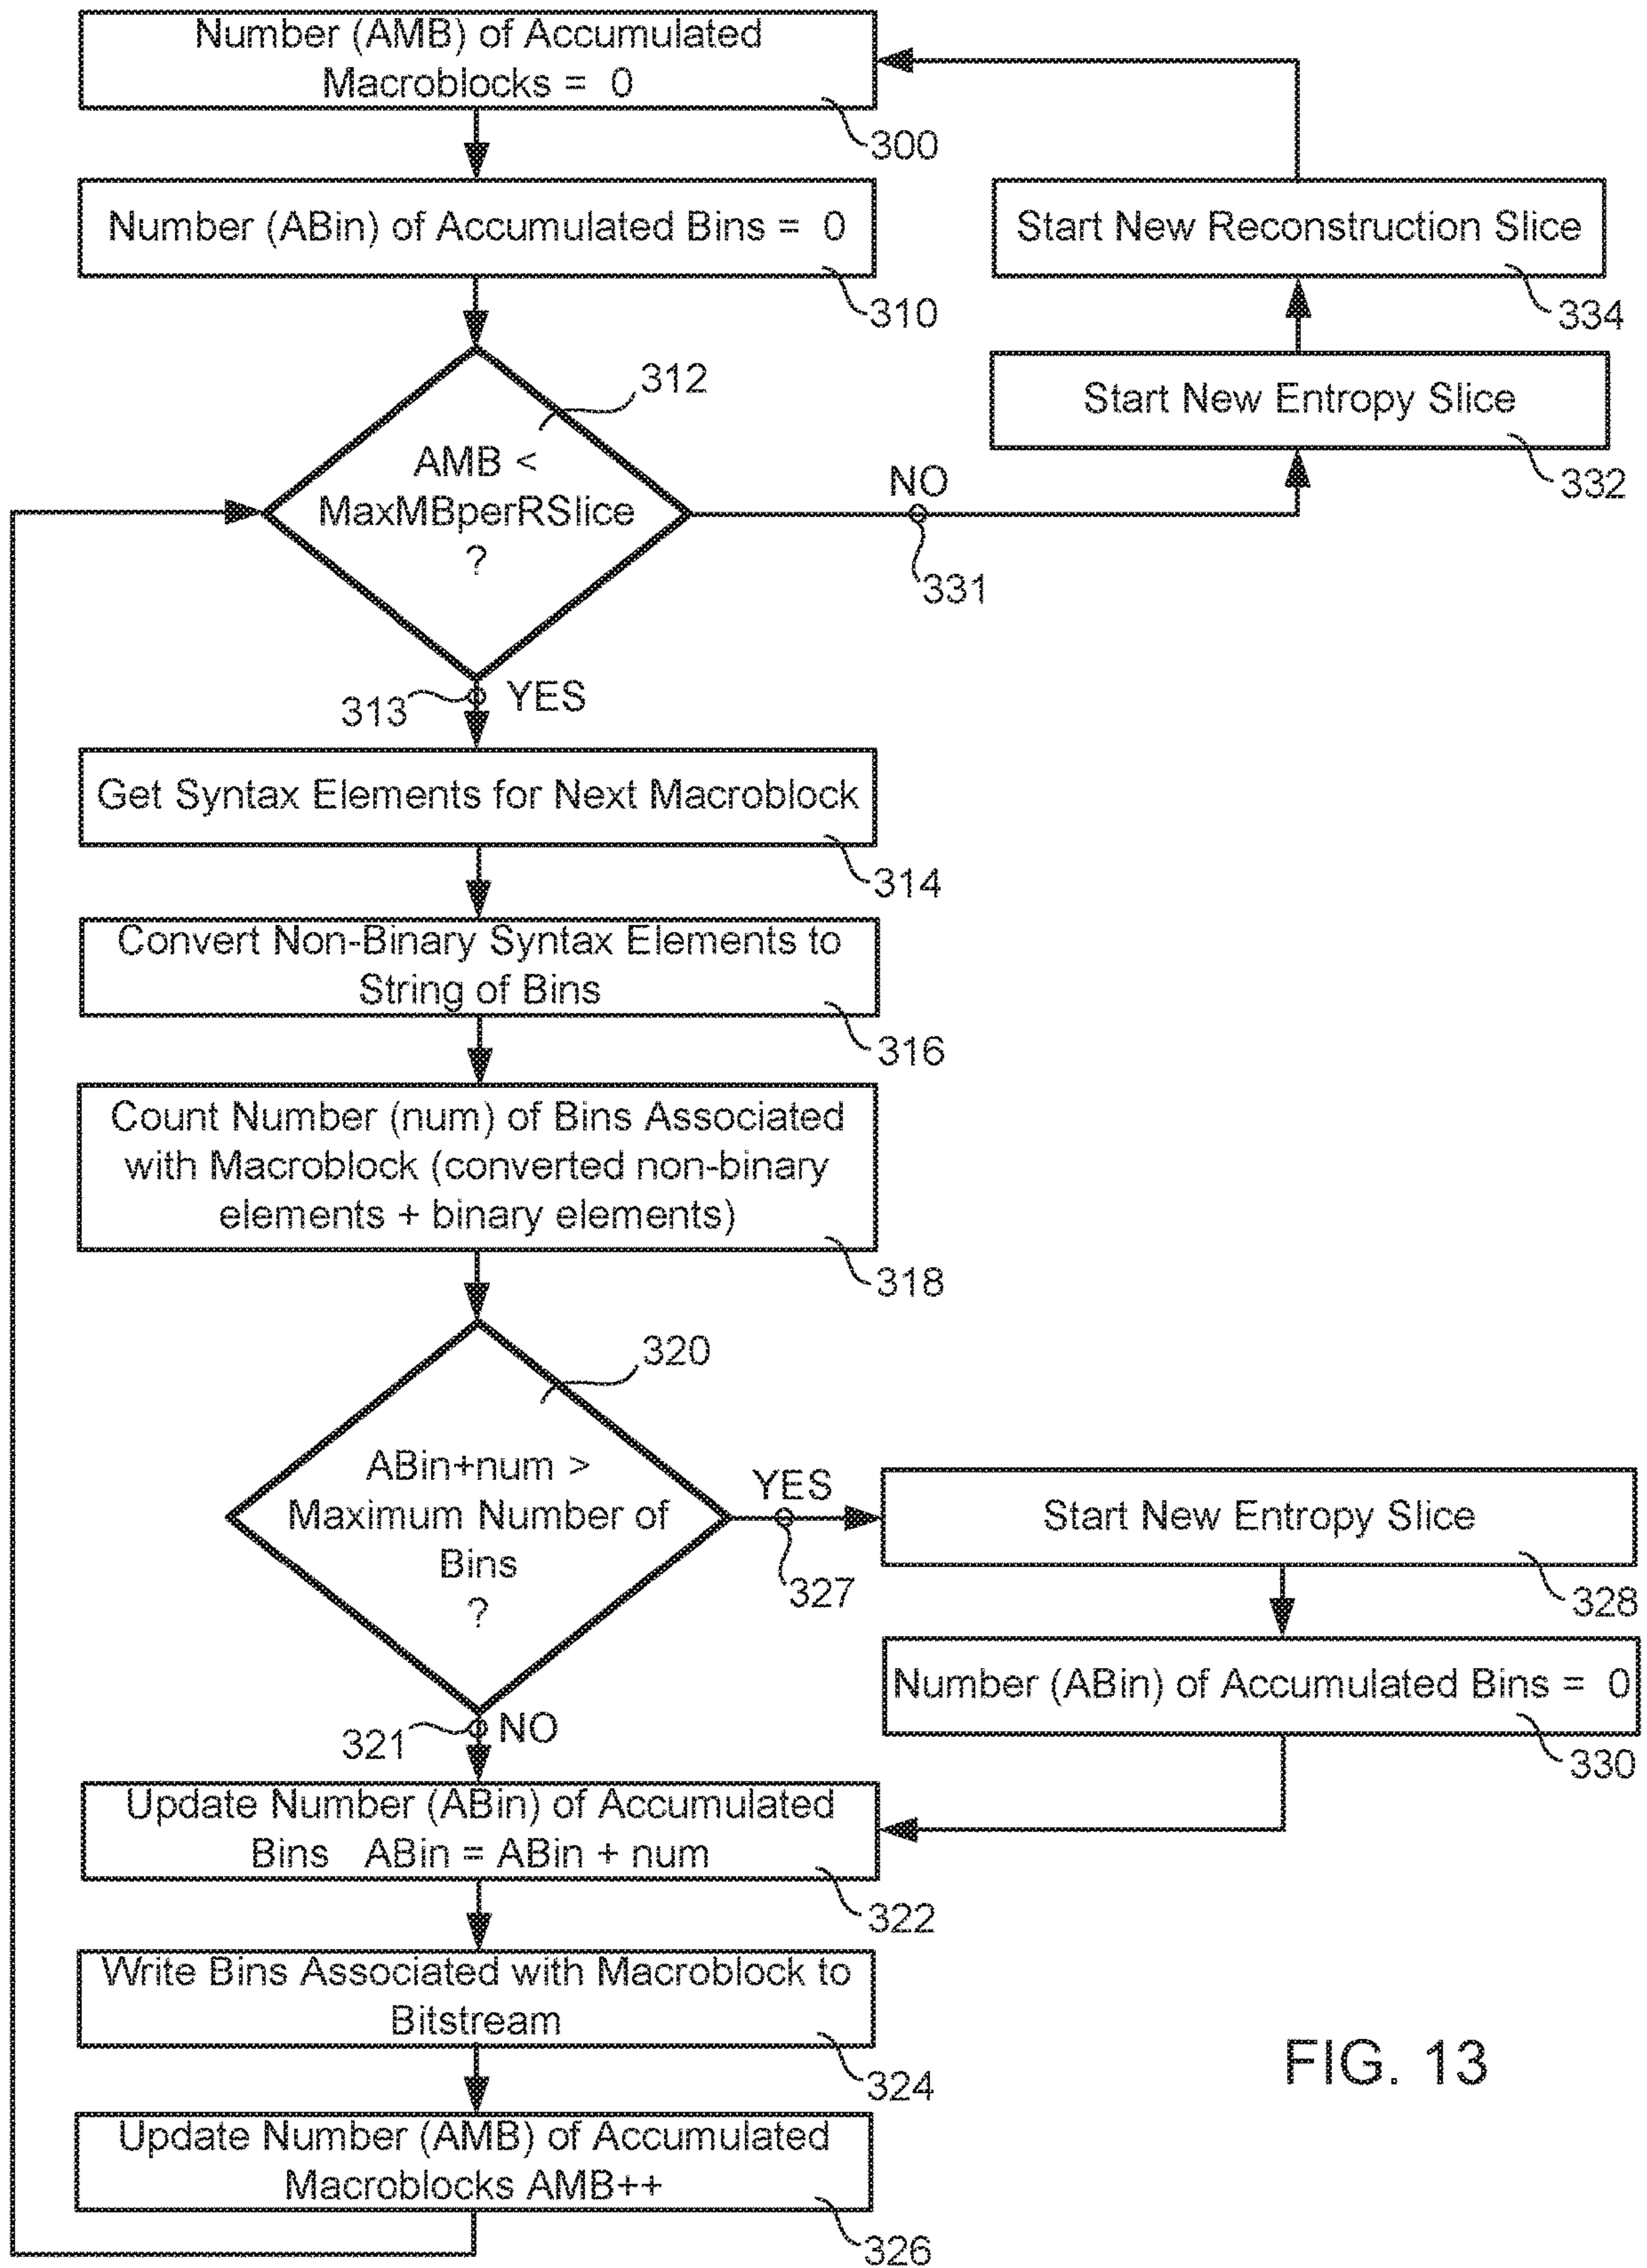 Number (AMB) of Accumulated
Macroblocks = 0
300
Number (ABin) of Accumulated Bins = 0
310
Start New Reconstruction Slice
334
Start New Entropy Slice
332
312
AMB <
MaxMBperRSlice
?
NO
331
313
YES
Get Syntax Elements for Next Macroblock
314
Convert Non-Binary Syntax Elements to
String of Bins
316
Count Number (num) of Bins Associated
with Macroblock (converted non-binary
elements + binary elements)
318
320
ABin+num >
Maximum Number of
Bins
?
YES
327
Start New Entropy Slice
328
Number (ABin) of Accumulated Bins = 0
330
321
NO
Update Number (ABin) of Accumulated
Bins ABin = ABin + num
322
Write Bins Associated with Macroblock to
Bitstream
324
Update Number (AMB) of Accumulated
Macroblocks AMB++
326
FIG. 13